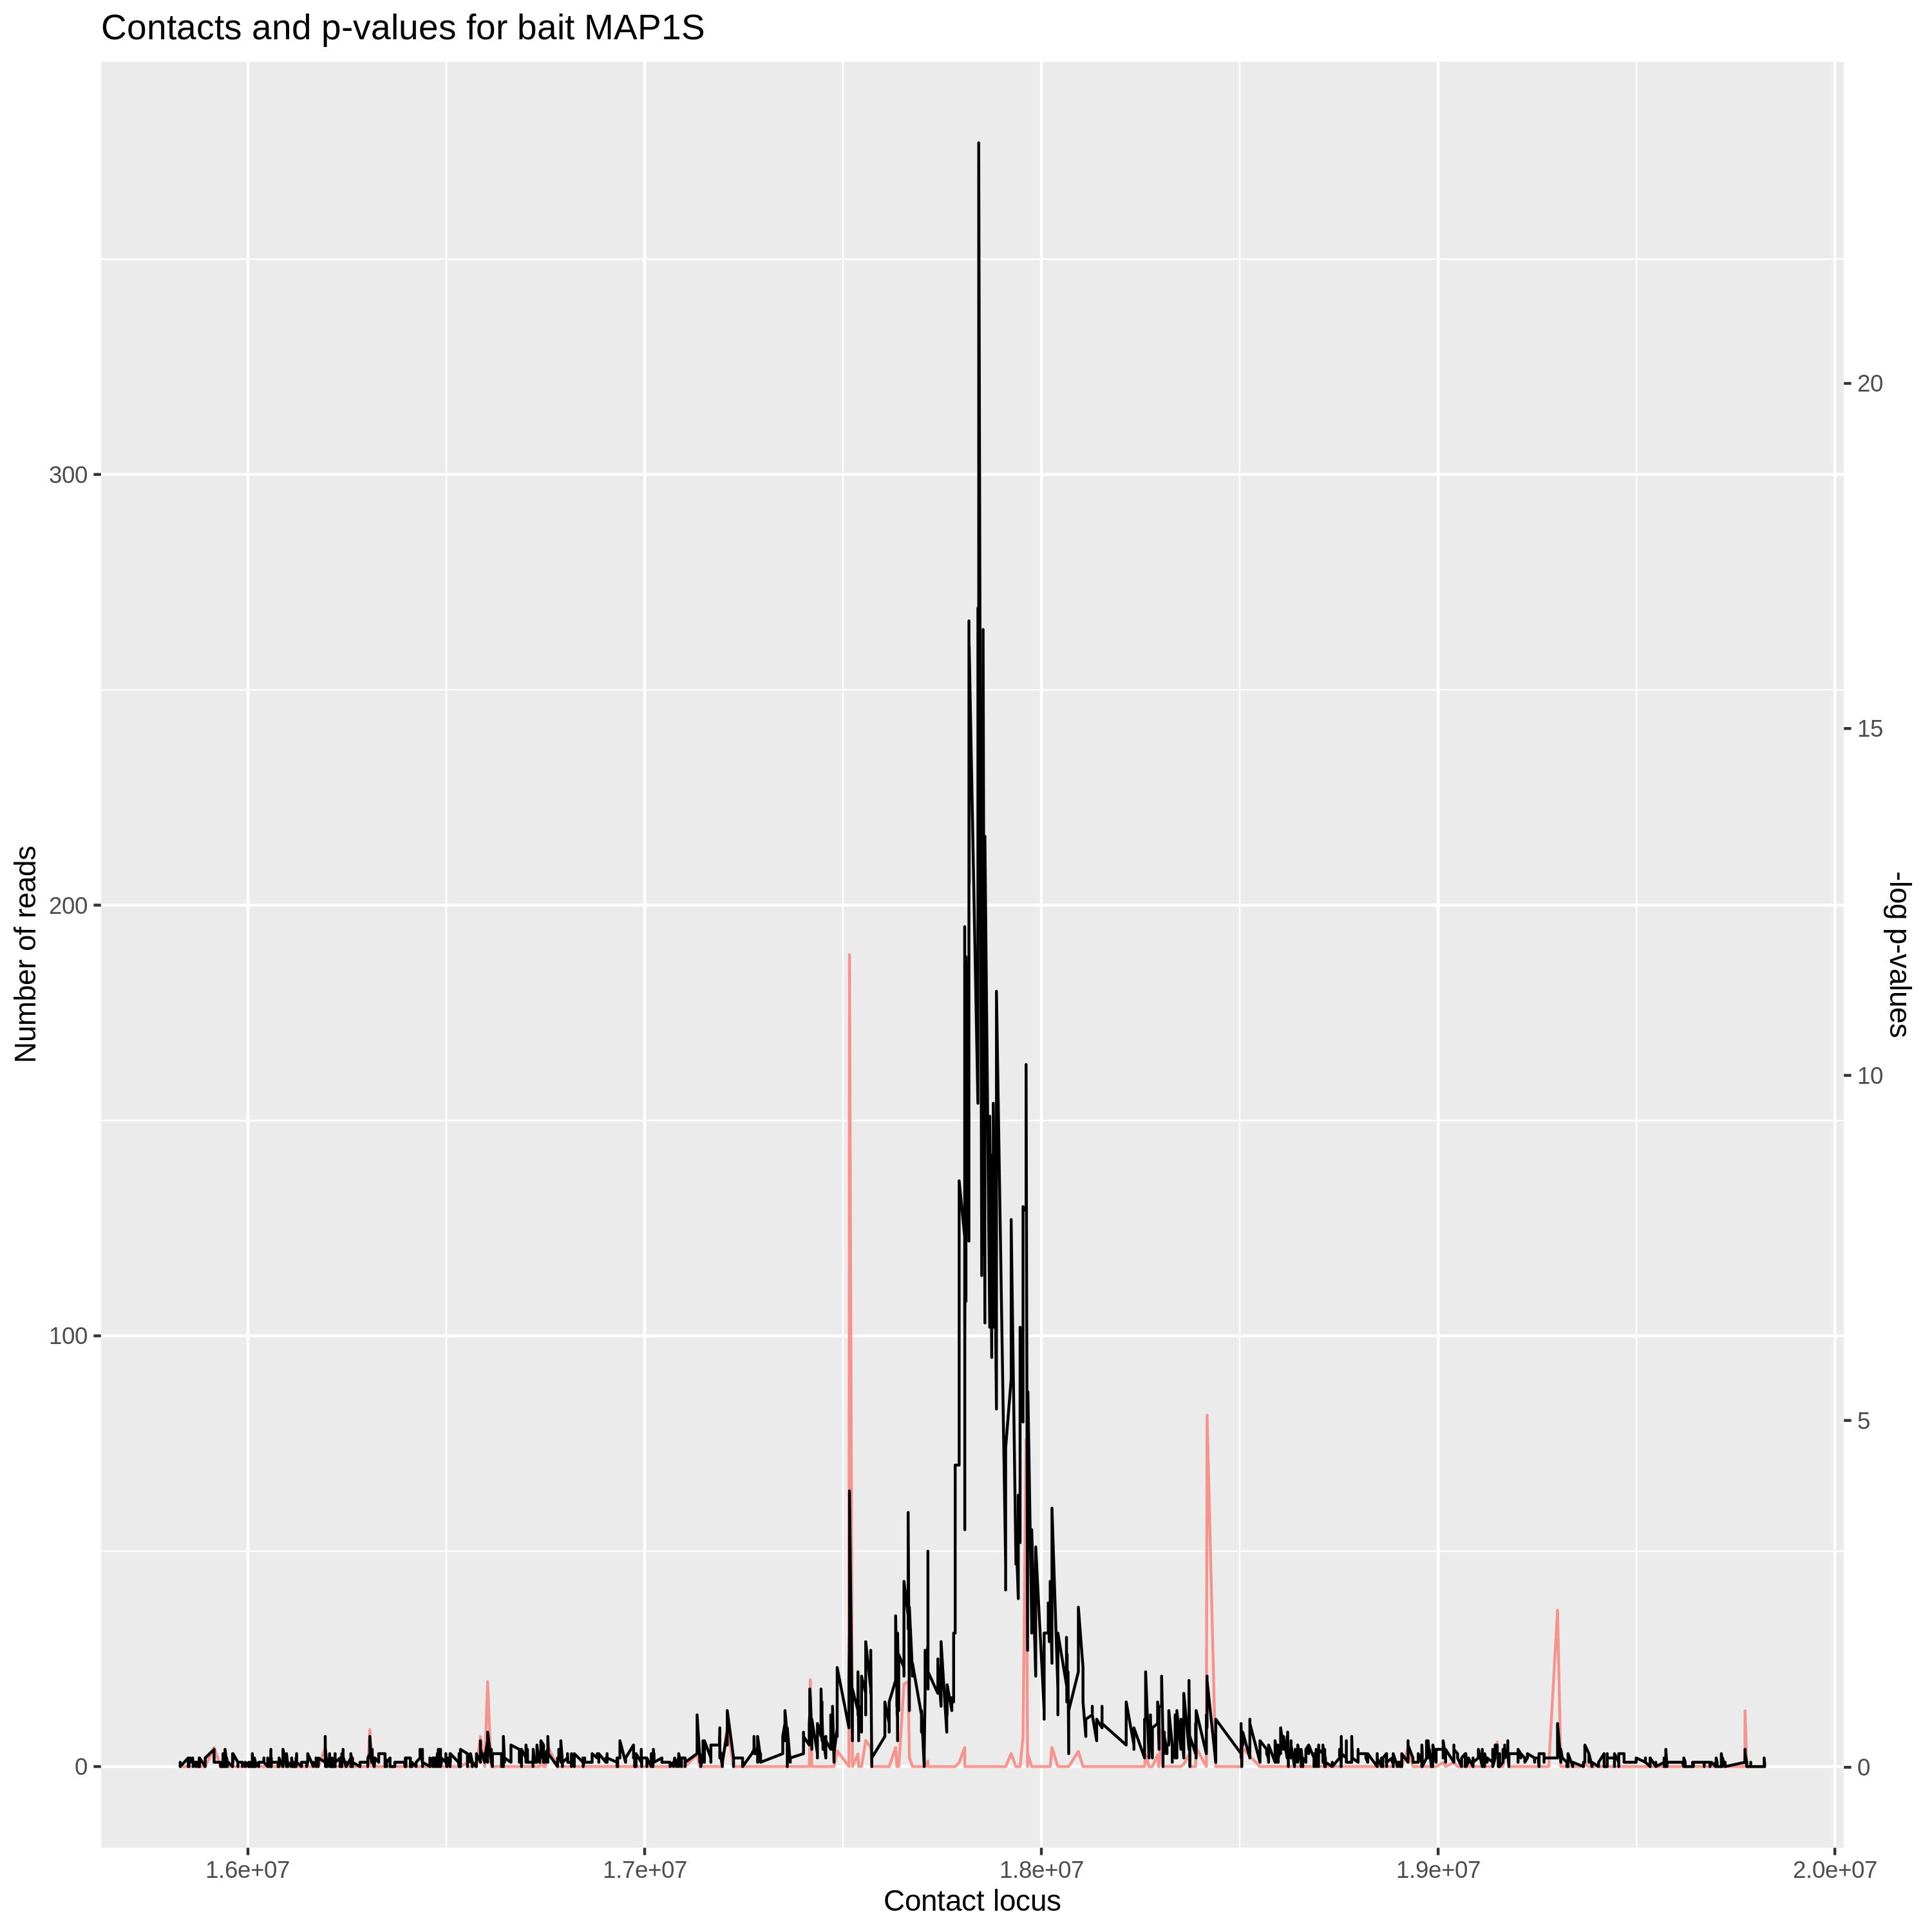 Contacts and p-values for bait MAP1S
Number of reads
300
200
100
0
20
15
10
5
0
-log p-values
1.6e+07 1.7e+07 1.8e+07 1.9e+07 2.0e+07
Contact locus